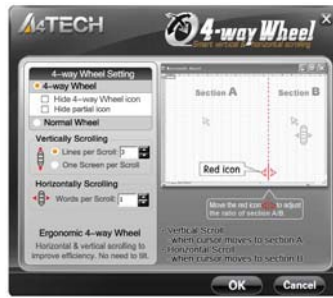 A4TECH
4-way Wheel
Smart vertical & horizontal scrolling
4-way Wheel Setting
4-way Wheel
Hide 4-way Wheel icon
Hide partial icon
Normal Wheel
Vertically Scrolling
Lines per Scroll: 3
One Screen per Scroll
Horizontally Scrolling
Words per Scroll: 1
Ergonomic 4-way Wheel
Horizontal & vertical scrolling to
improve efficiency. No need to tilt.
Section A
Section B
Red icon
Move the red icon to adjust
the ratio of section A/B.
- Vertical Scroll
when cursor moves to section A
- Horizontal Scroll
when cursor moves to section B
OK
Cancel